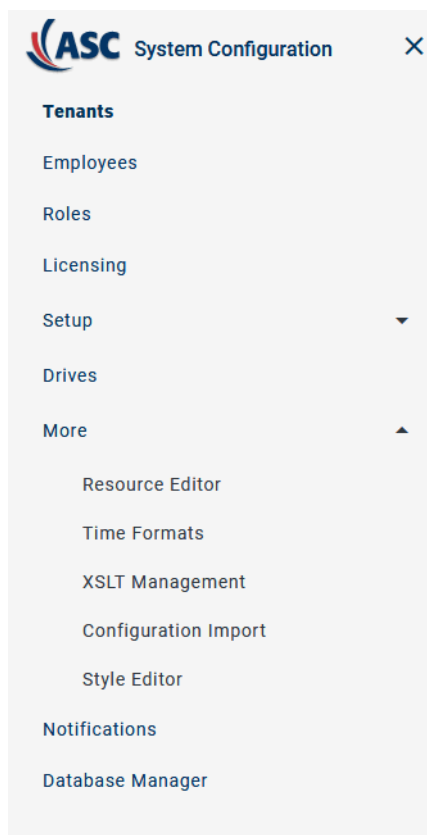 ASC System Configuration
Tenants
Employees
Roles
Licensing
Setup
Drives
More
Resource Editor
Time Formats
XSLT Management
Configuration Import
Style Editor
Notifications
Database Manager